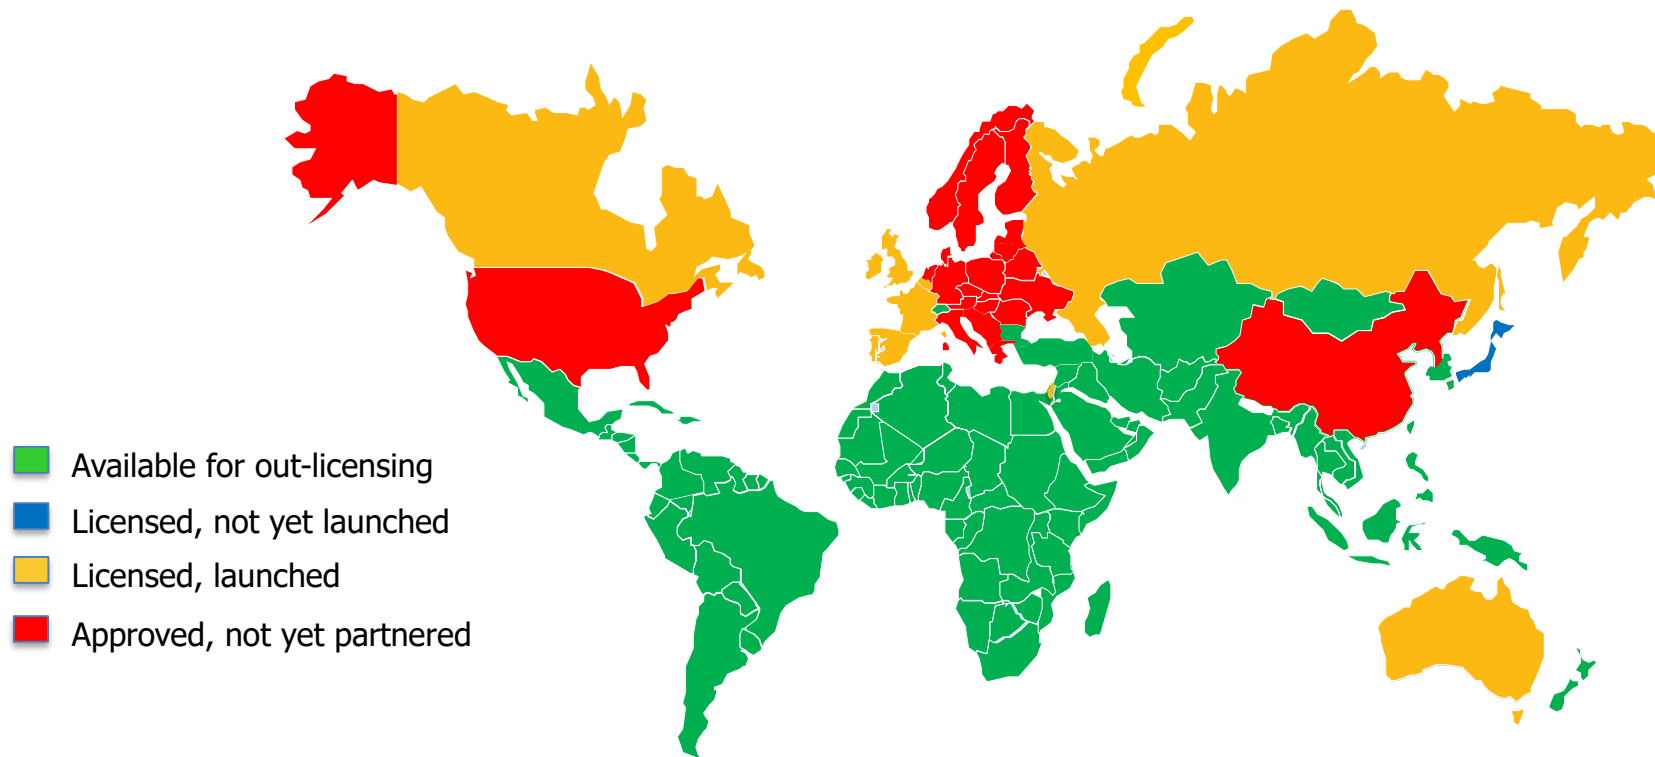 Available for out-licensing
Licensed, not yet launched
Licensed, launched
Approved, not yet partnered